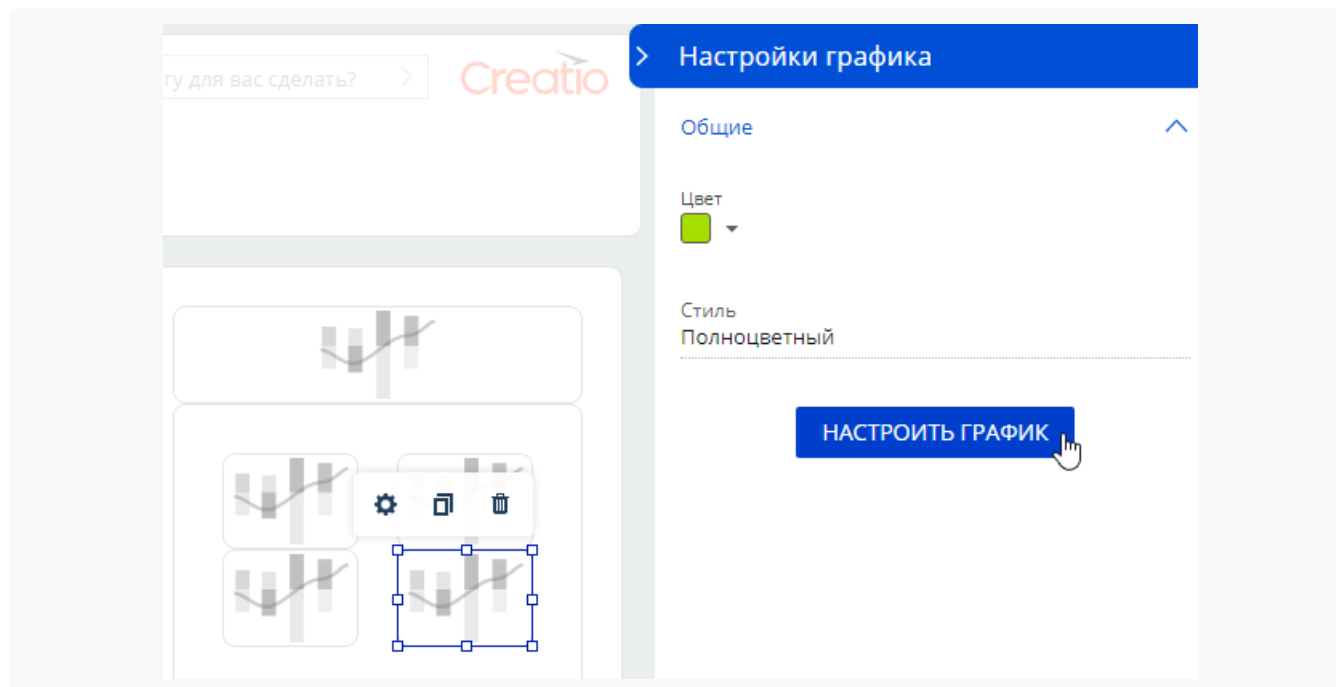 гу для вас сделать?
Creatio
Настройки графика
Общие
Цвет
Стиль
Полноцветный
НАСТРОИТЬ ГРАФИК